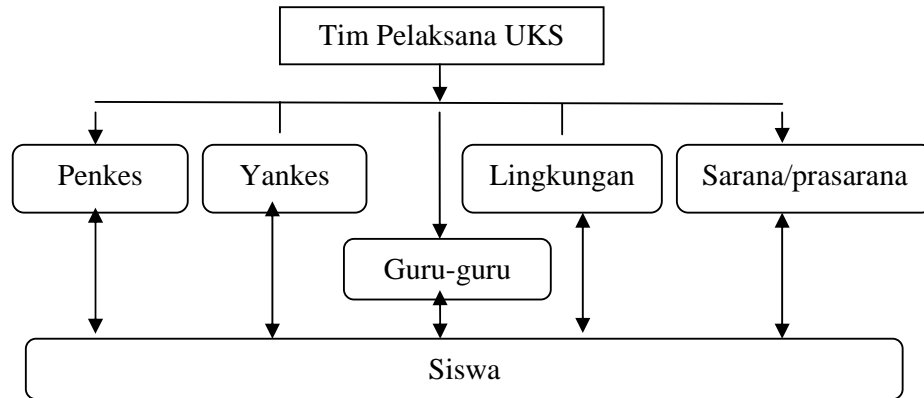 Tim Pelaksana UKS
Penkes
Yankes
Lingkungan
Sarana/prasarana
Guru-guru
Siswa